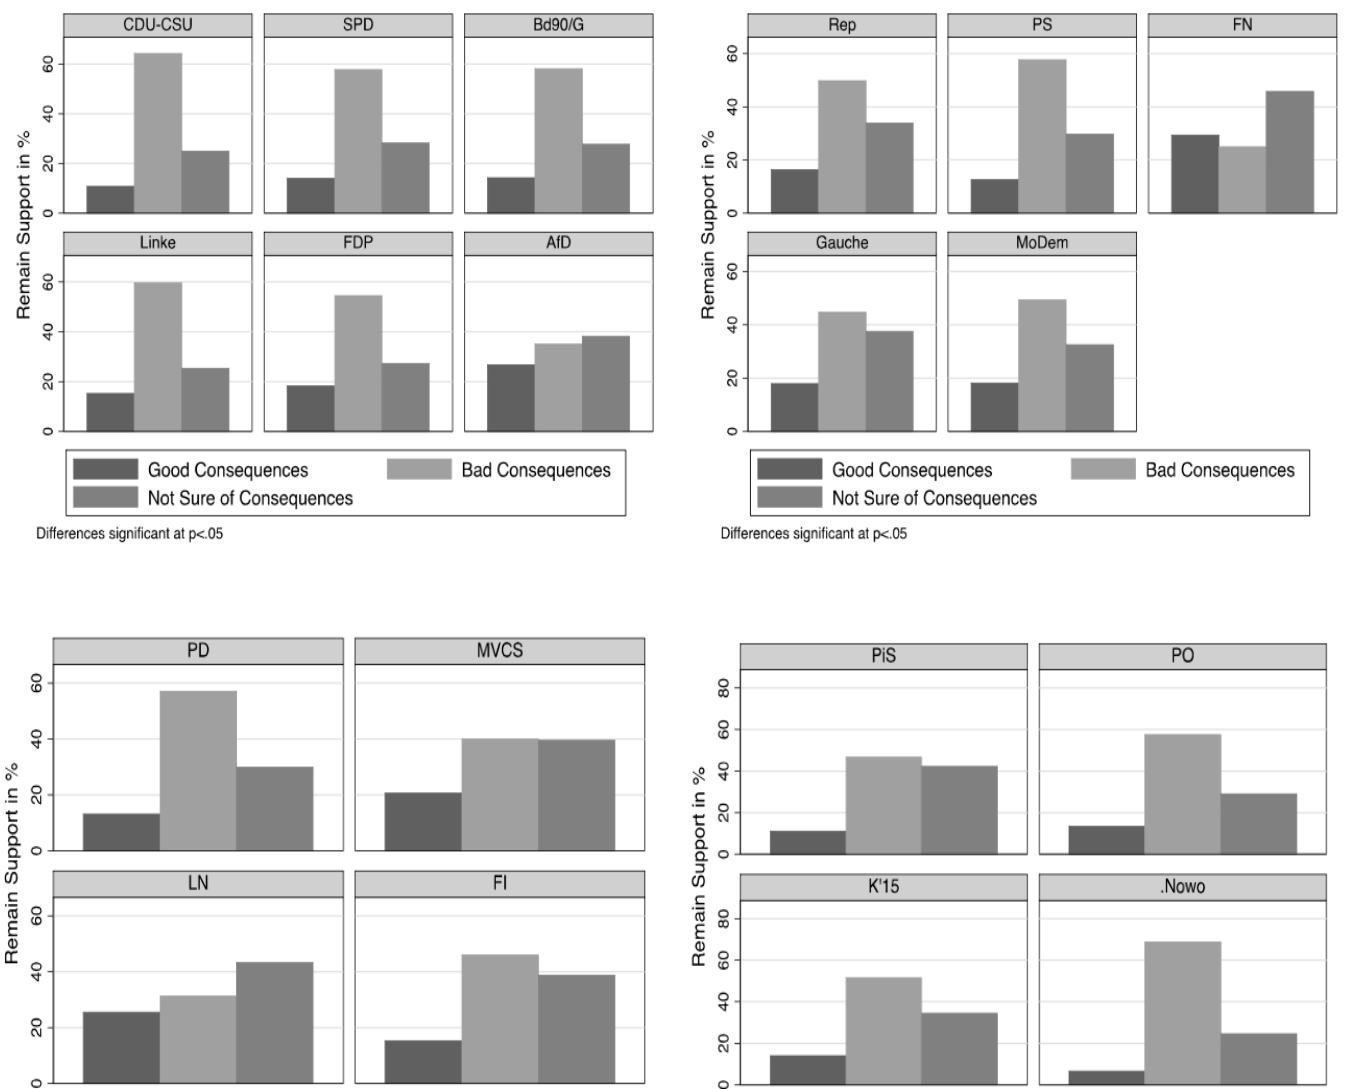 CDU-CSU SPD Bd90/G
60
40
20
0
Linke FDP AfD
60
40
20
0
Remain Support in %
Good Consequences Bad Consequences
Not Sure of Consequences
Differences significant at p<.05
Rep PS FN
60
40
20
0
Gauche MoDem
60
40
20
0
Remain Support in %
Good Consequences Bad Consequences
Not Sure of Consequences
Differences significant at p<.05
PD MVCS
60
40
20
0
LN FI
60
40
20
0
Remain Support in %
PiS PO
80
60
40
20
0
K'15 .Nowo
80
60
40
20
0
Remain Support in %